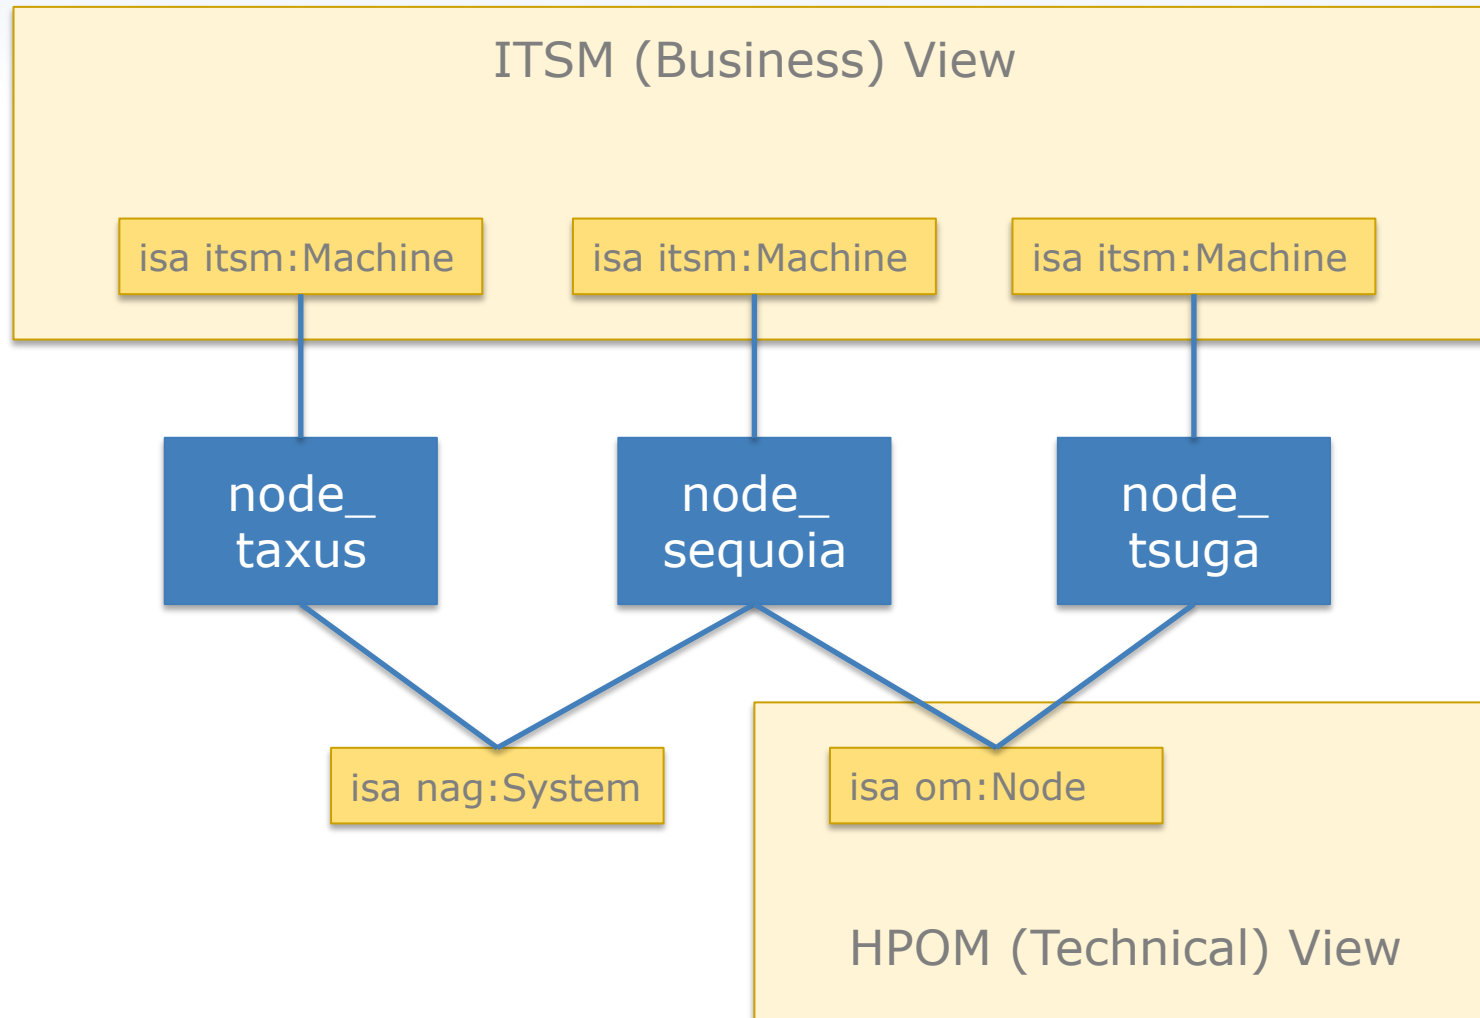 ITSM (Business) View
isa itsm:Machine
isa itsm:Machine
isa itsm:Machine
node_
taxus
node_
sequoia
node_
tsuga
isa nag:System
isa om:Node
HPOM (Technical) View